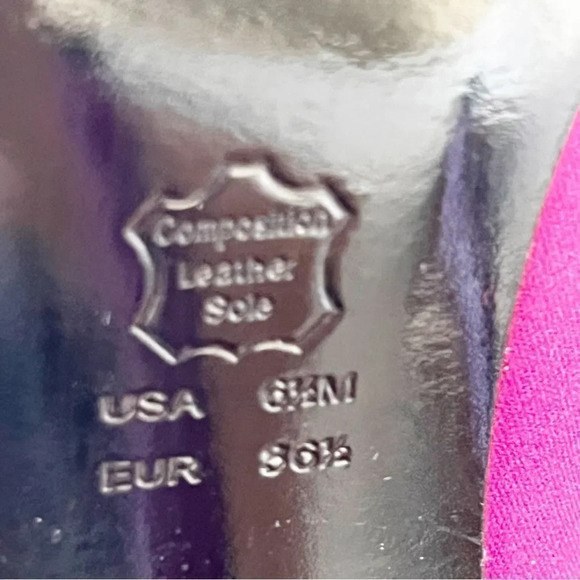 Composition
Leather
Sole
USA 6½M
EUR 36½